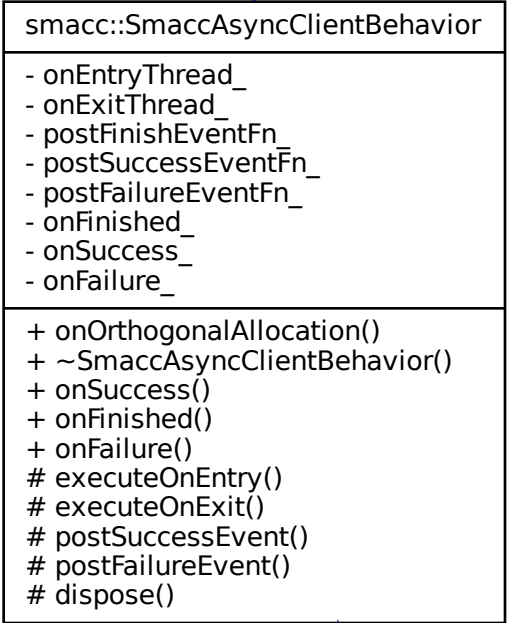 smacc::SmaccAsyncClientBehavior
- onEntryThread_
- onExitThread_
- postFinishEventFn_
- postSuccessEventFn_
- postFailureEventFn_
- onFinished_
- onSuccess_
- onFailure_
+ onOrthogonalAllocation()
+ ~SmaccAsyncClientBehavior()
+ onSuccess()
+ onFinished()
+ onFailure()
# executeOnEntry()
# executeOnExit()
# postSuccessEvent()
# postFailureEvent()
# dispose()